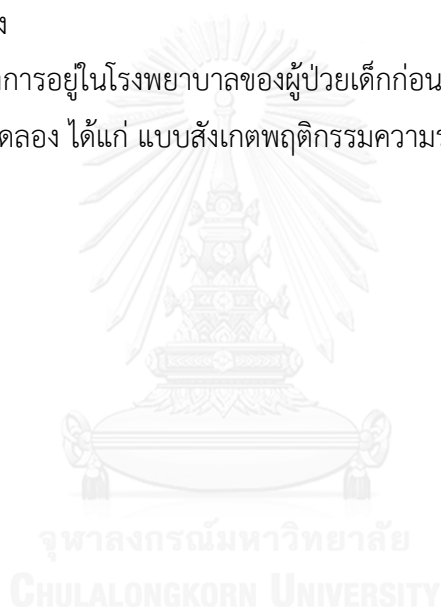 ง
าการอยู่ในโรงพยาบาลของผู้ป่วยเด็กก่อน
ดลอง ได้แก่ แบบสังเกตพฤติกรรมความร
จุฬาลงกรณ์มหาวิทยาลัย
CHULALONGKORN UNIVERSITY